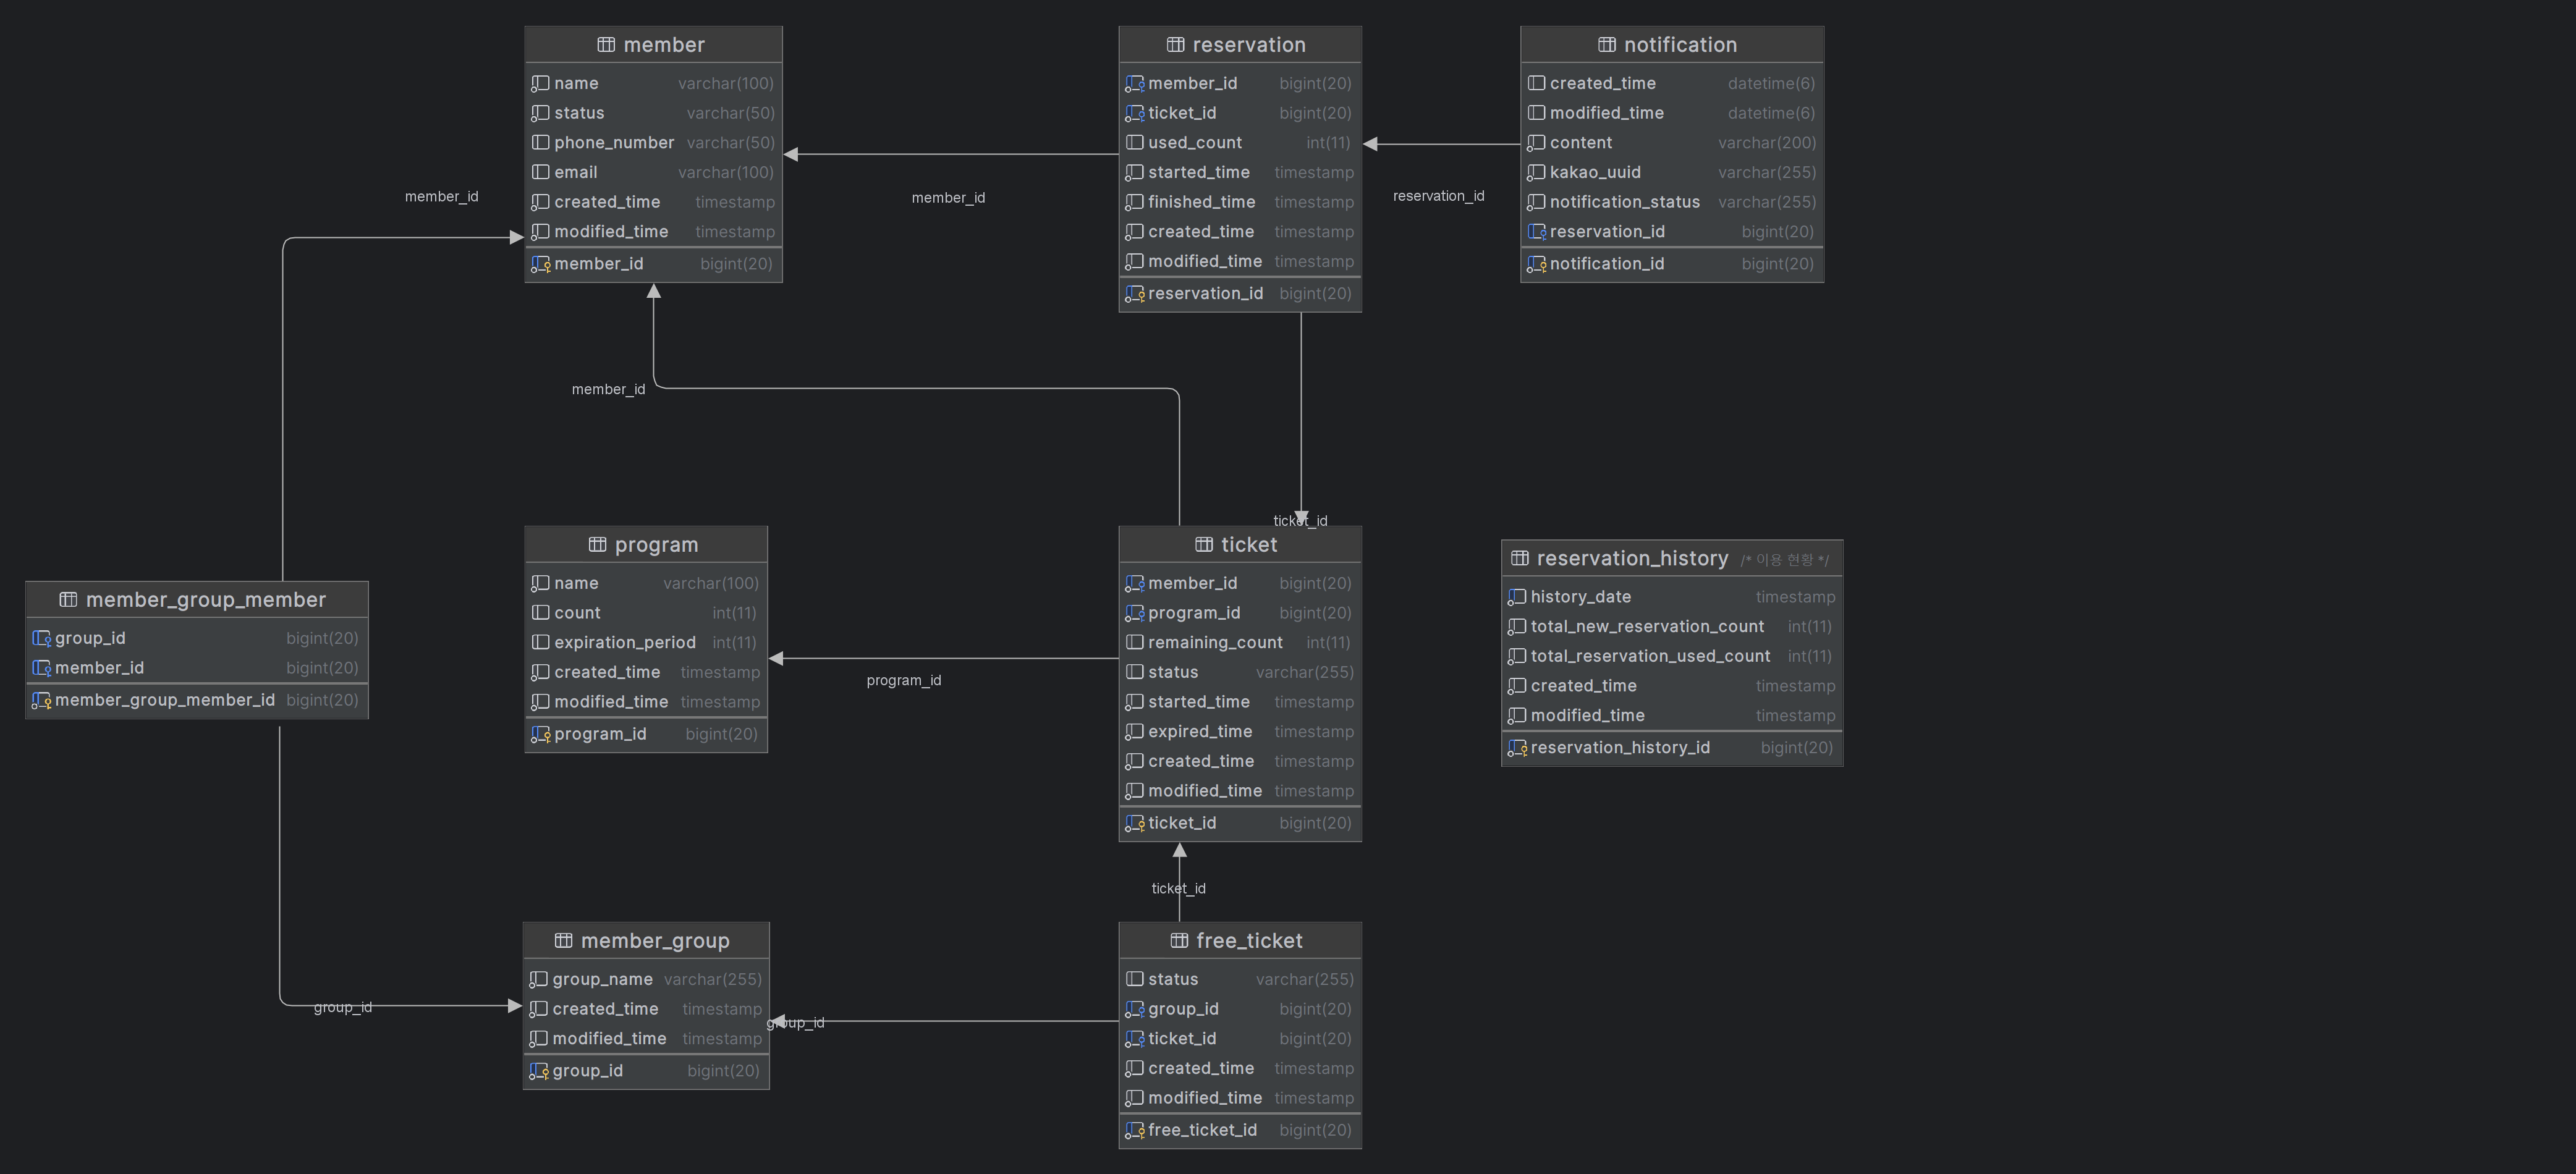 member
name varchar(100)
status varchar(50)
phone_number varchar(50)
email varchar(100)
created_time timestamp
modified_time timestamp
member_id bigint(20)
reservation
member_id bigint(20)
ticket_id bigint(20)
used_count int(11)
started_time timestamp
finished_time timestamp
created_time timestamp
modified_time timestamp
reservation_id bigint(20)
notification
created_time datetime(6)
modified_time datetime(6)
content varchar(200)
kakao_uuid varchar(255)
notification_status varchar(255)
reservation_id bigint(20)
notification_id bigint(20)
member_id
member_id
reservation_id
member_id
ticket_id
member_group_member
group_id bigint(20)
member_id bigint(20)
member_group_member_id bigint(20)
program
name varchar(100)
count int(11)
expiration_period int(11)
created_time timestamp
modified_time timestamp
program_id bigint(20)
program_id
ticket
member_id bigint(20)
program_id bigint(20)
remaining_count int(11)
status varchar(255)
started_time timestamp
expired_time timestamp
created_time timestamp
modified_time timestamp
ticket_id bigint(20)
reservation_history /* 이용 현황 */
history_date timestamp
total_new_reservation_count int(11)
total_reservation_used_count int(11)
created_time timestamp
modified_time timestamp
reservation_history_id bigint(20)
ticket_id
group_id
member_group
group_name varchar(255)
created_time timestamp
modified_time timestamp
group_id bigint(20)
group_id
free_ticket
status varchar(255)
group_id bigint(20)
ticket_id bigint(20)
created_time timestamp
modified_time timestamp
free_ticket_id bigint(20)